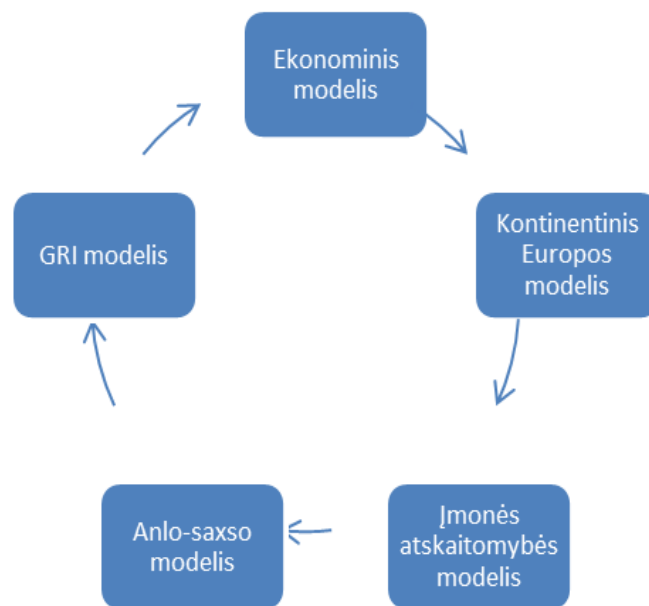 Ekonominis
modelis
Kontinentinis
Europos
modelis
Įmonės
atskaitomybės
modelis
Anlo-saxso
modelis
GRI modelis